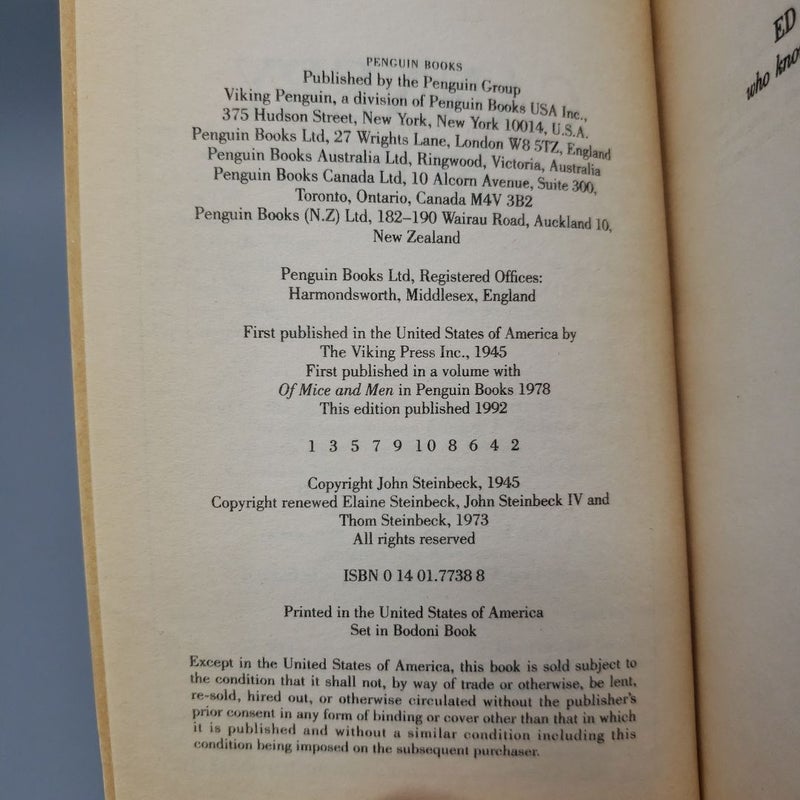 PENGUIN BOOKS
Published by the Penguin Group
Viking Penguin, a division of Penguin Books USA Inc.,
375 Hudson Street, New York, New York 10014, U.S.A.
Penguin Books Ltd, 27 Wrights Lane, London W8 5TZ, England
Penguin Books Australia Ltd, Ringwood, Victoria, Australia
Penguin Books Canada Ltd, 10 Alcorn Avenue, Suite 300,
Toronto, Ontario, Canada M4V 3B2
Penguin Books (N.Z) Ltd, 182–190 Wairau Road, Auckland 10,
New Zealand
Penguin Books Ltd, Registered Offices:
Harmondsworth, Middlesex, England
First published in the United States of America by
The Viking Press Inc., 1945
First published in a volume with
Of Mice and Men in Penguin Books 1978
This edition published 1992
1 3 5 7 9 10 8 6 4 2
Copyright John Steinbeck, 1945
Copyright renewed Elaine Steinbeck, John Steinbeck IV and
Thom Steinbeck, 1973
All rights reserved
ISBN 0 14 01.7738 8
Printed in the United States of America
Set in Bodoni Book
Except in the United States of America, this book is sold subject to
the condition that it shall not, by way of trade or otherwise, be lent,
re-sold, hired out, or otherwise circulated without the publisher's
prior consent in any form of binding or cover other than that in which
it is published and without a similar condition including this
condition being imposed on the subsequent purchaser.
ED
who